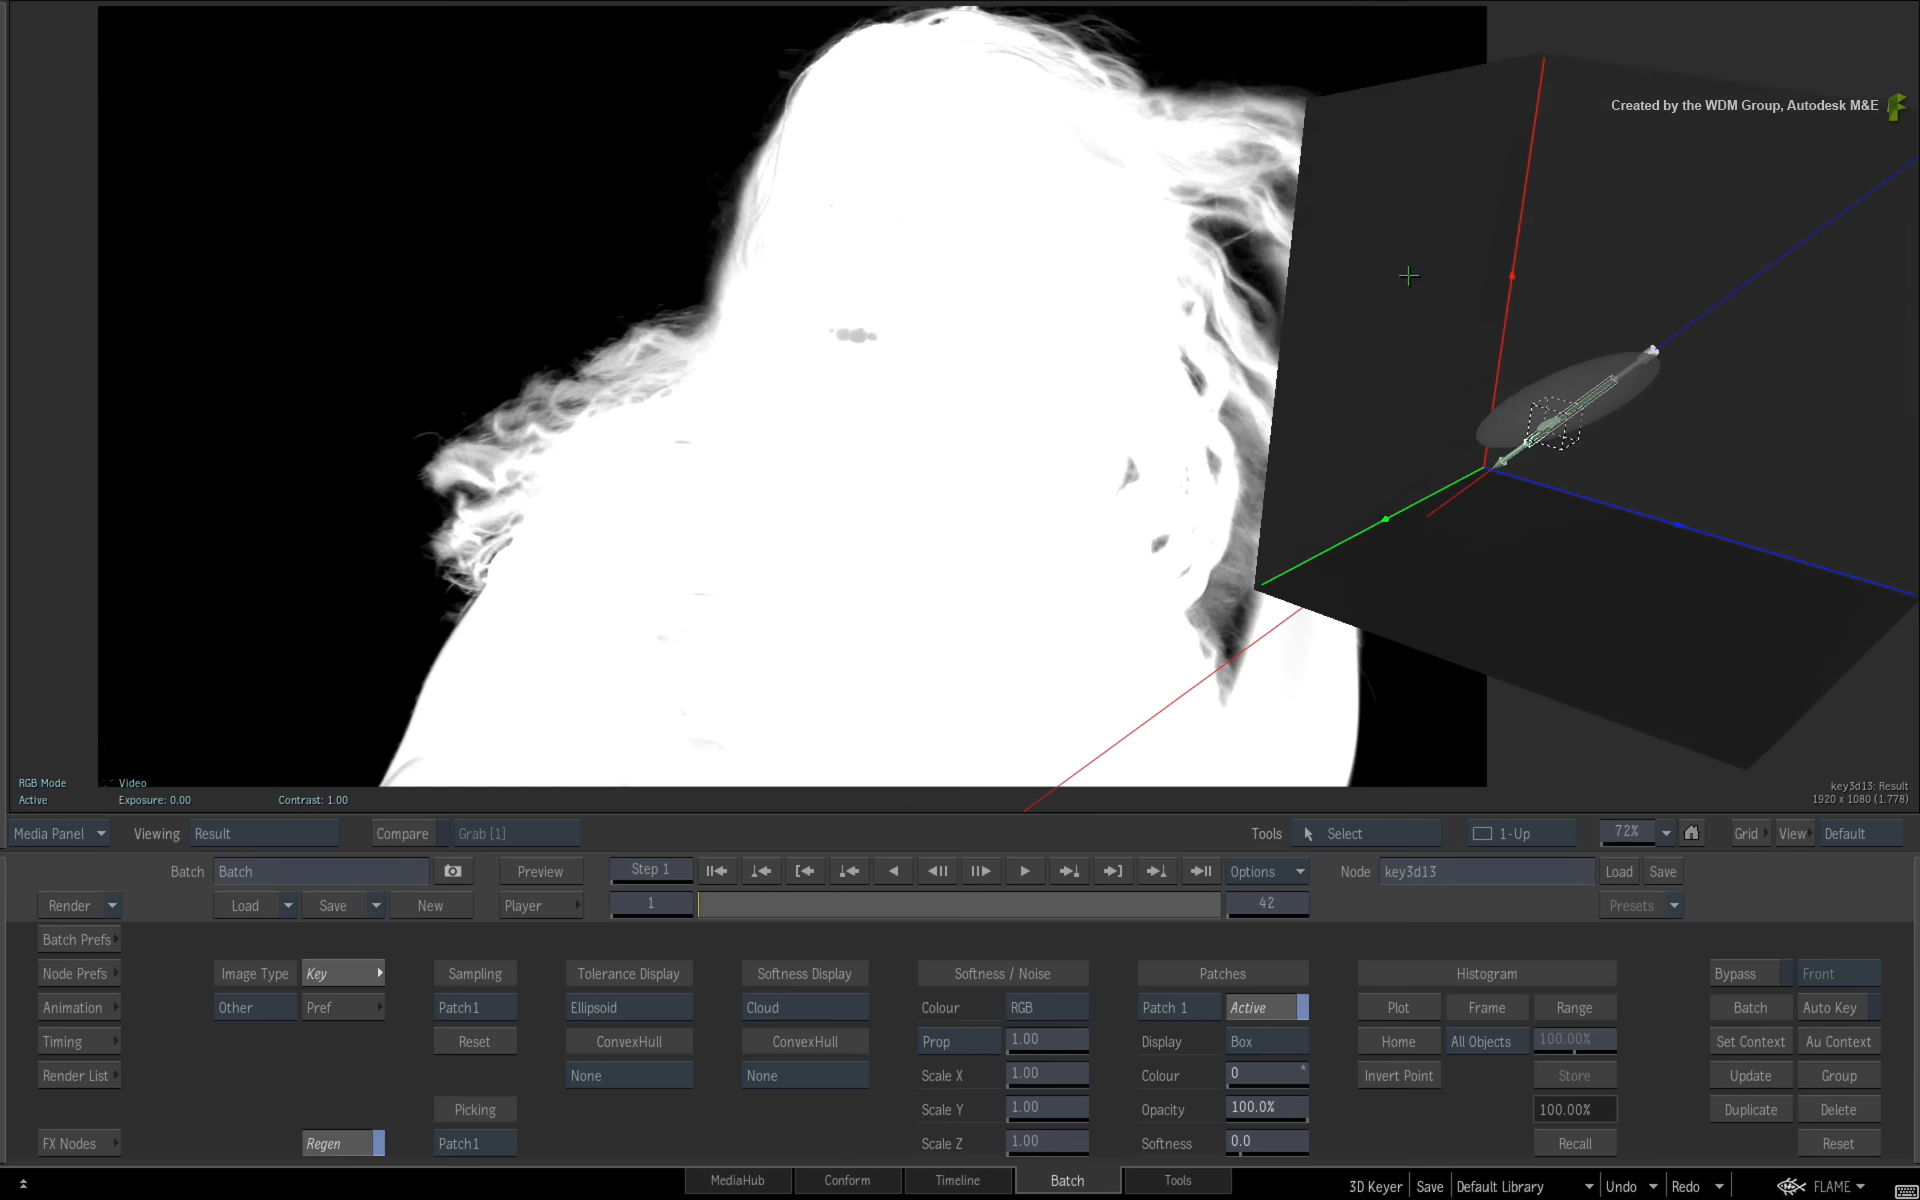 Created by the WDM Group, Autodesk M&E
RGB Mode Video
Active Exposure: 0.00 Contrast: 1.00
key3d13: Result
1920 x 1080 (1.778)
Media Panel Viewing Result Compare Grab [1] Tools Select 1-Up 72% Grid View Default
Batch Batch Preview Step 1 Options Node key3d13 Load Save
Render Load Save New Player 1 42 Presets
Batch Prefs
Node Prefs Image Type Key Sampling Tolerance Display Softness Display Softness / Noise Patches Histogram Bypass Front
Animation Other Pref Patch1 Ellipsoid Cloud Colour RGB Patch 1 Active Plot Frame Range Batch Auto Key
Timing Reset ConvexHull ConvexHull Prop 1.00 Display Box Home All Objects 100.00% Set Context Au Context
Render List None None Scale X 1.00 Colour 0 * Invert Point Store Update Group
Picking Scale Y 1.00 Opacity 100.0% 100.00% Duplicate Delete
FX Nodes Regen Patch1 Scale Z 1.00 Softness 0.0 Recall Reset
MediaHub Conform Timeline Batch Tools 3D Keyer Save Default Library Undo Redo FLAME